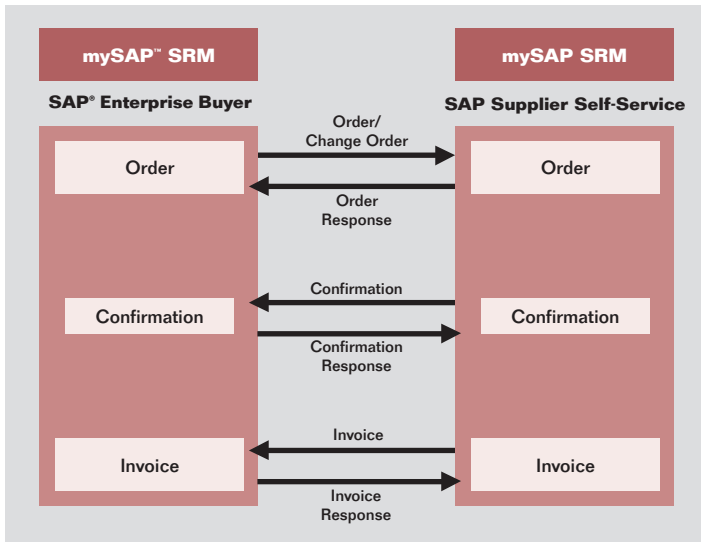 mySAP™ SRM
mySAP SRM
SAP® Enterprise Buyer
SAP Supplier Self-Service
Order/
Change Order
Order
Order
Order
Response
Confirmation
Confirmation
Confirmation
Confirmation
Response
Invoice
Invoice
Invoice
Invoice
Response